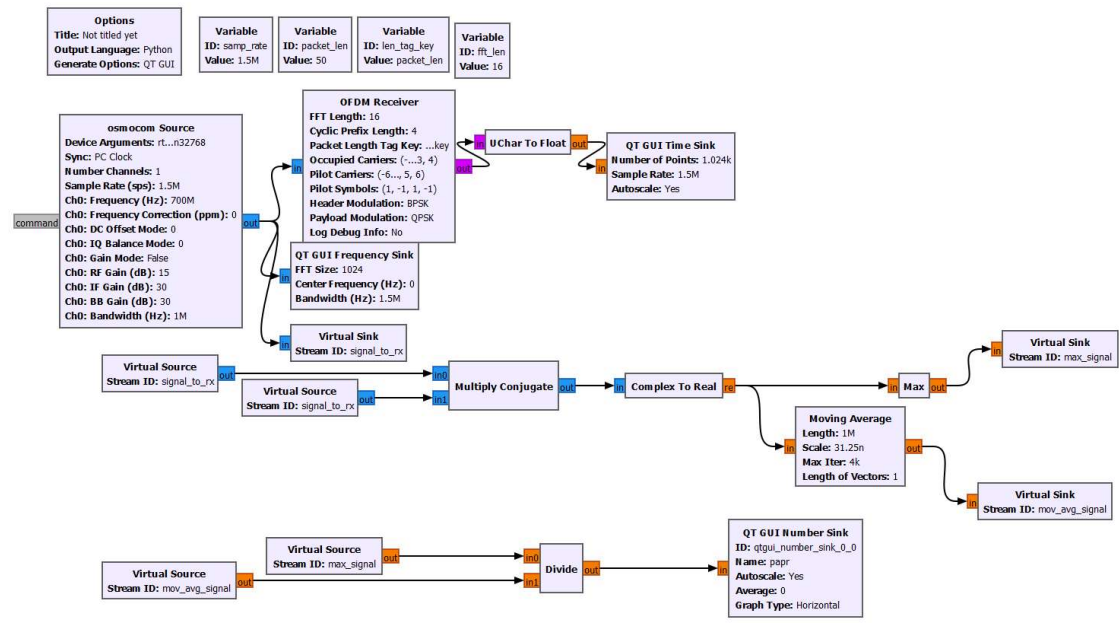 Options
Title: Not titled yet
Output Language: Python
Generate Options: QT GUI
Variable
ID: samp_rate
Value: 1.5M
Variable
ID: packet_len
Value: 50
Variable
ID: len_tag_key
Value: packet_len
Variable
ID: fft_len
Value: 16
osmocom Source
Device Arguments: rt...n32768
Sync: PC Clock
Number Channels: 1
Sample Rate (sps): 1.5M
Ch0: Frequency (Hz): 700M
Ch0: Frequency Correction (ppm): 0
Ch0: DC Offset Mode: 0
Ch0: IQ Balance Mode: 0
Ch0: Gain Mode: False
Ch0: RF Gain (dB): 15
Ch0: IF Gain (dB): 30
Ch0: BB Gain (dB): 30
Ch0: Bandwidth (Hz): 1M
command
out
OFDM Receiver
FFT Length: 16
Cyclic Prefix Length: 4
Packet Length Tag Key: ...key
Occupied Carriers: (-...3, 4)
Pilot Carriers: (-6..., 5, 6)
Pilot Symbols: (1, -1, 1, -1)
Header Modulation: BPSK
Payload Modulation: QPSK
Log Debug Info: No
in
out
in
UChar To Float
out
in
QT GUI Time Sink
Number of Points: 1.024k
Sample Rate: 1.5M
Autoscale: Yes
in
QT GUI Frequency Sink
FFT Size: 1024
Center Frequency (Hz): 0
Bandwidth (Hz): 1.5M
in
Virtual Sink
Stream ID: signal_to_rx
Virtual Source
Stream ID: signal_to_rx
out
Virtual Source
Stream ID: signal_to_rx
out
in0
in1
Multiply Conjugate
out
in
Complex To Real
re
in
Max
out
in
Virtual Sink
Stream ID: max_signal
in
Moving Average
Length: 1M
Scale: 31.25n
Max Iter: 4k
Length of Vectors: 1
out
in
Virtual Sink
Stream ID: mov_avg_signal
Virtual Source
Stream ID: max_signal
out
Virtual Source
Stream ID: mov_avg_signal
out
in0
in1
Divide
out
in
QT GUI Number Sink
ID: qtgui_number_sink_0_0
Name: papr
Autoscale: Yes
Average: 0
Graph Type: Horizontal